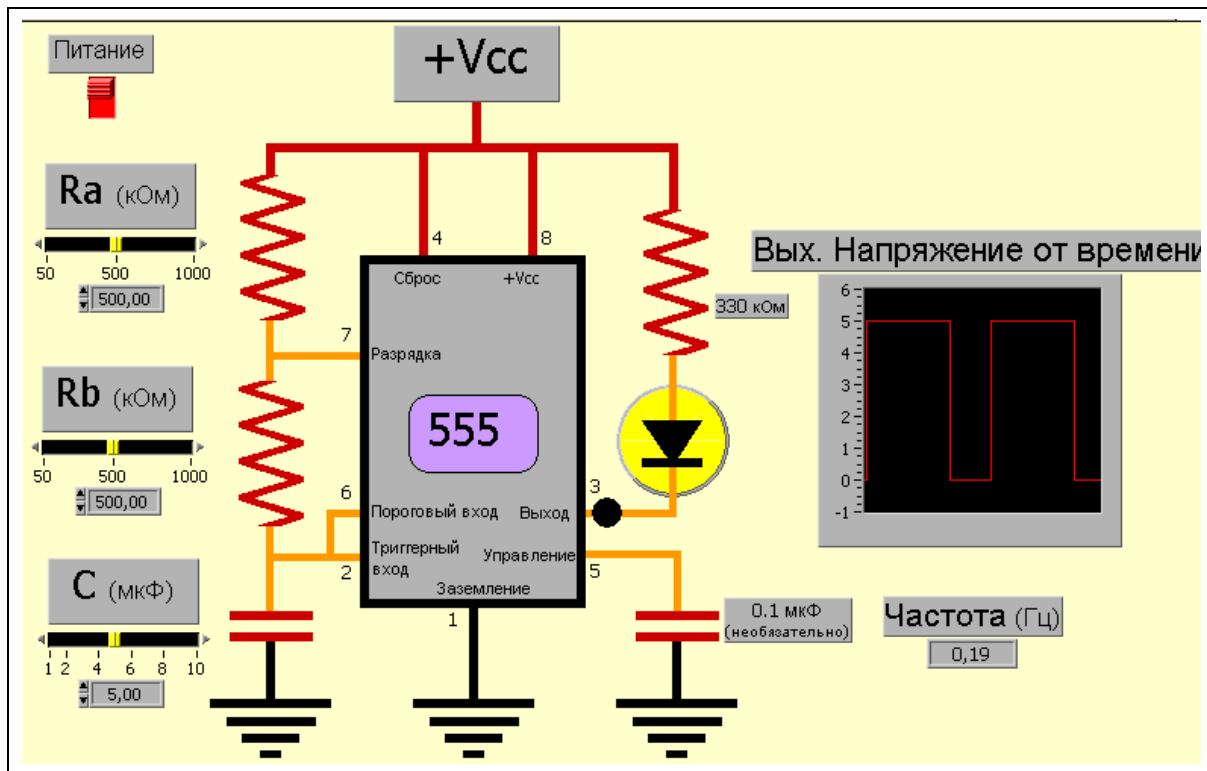 Питание
+Vcc
Ra (кОм)
50 500 1000
500,00
4 8
Сброс +Vcc
Вых. Напряжение от времени
330 кОм
7
Разрядка
Rb (кОм)
50 500 1000
500,00
555
6
Пороговый вход
3
Выход
Триггерный
вход
2
Управление
5
Заземление
1
C (мкФ)
1 2 4 6 8 10
5,00
0.1 мкФ
(необязательно)
6
5
4
3
2
1
0
-1
Частота (Гц)
0,19